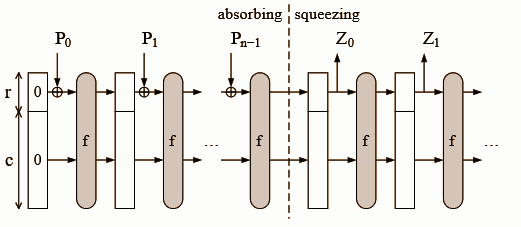 absorbing squeezing
P₀ P₁ Pₙ₋₁ Z₀ Z₁
r 0
f f ... f f f ...
c 0